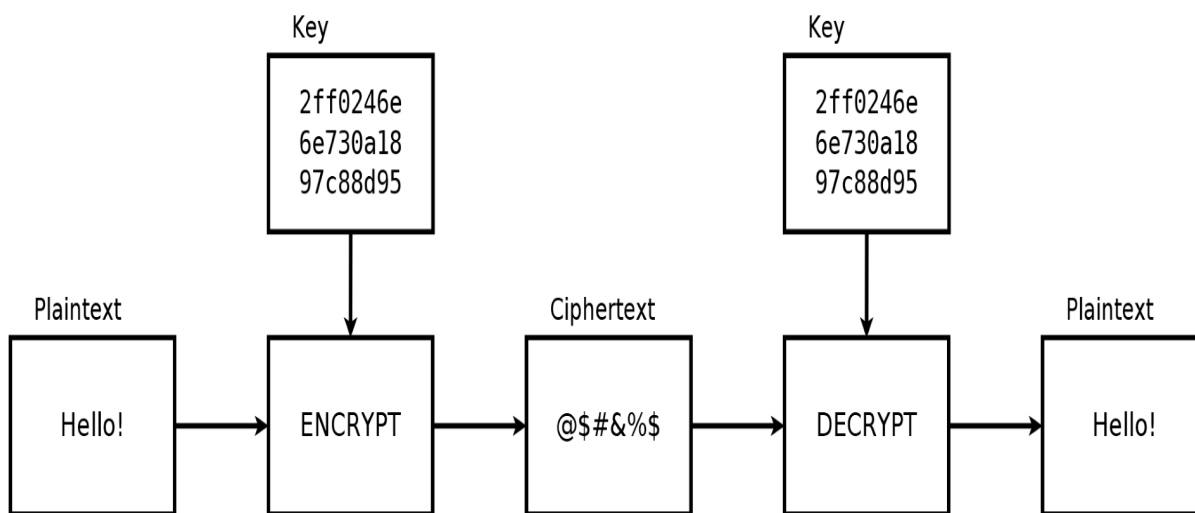 Key
2ff0246e
6e730a18
97c88d95
Key
2ff0246e
6e730a18
97c88d95
Plaintext
Hello!
ENCRYPT
Ciphertext
@$#&%$
DECRYPT
Plaintext
Hello!